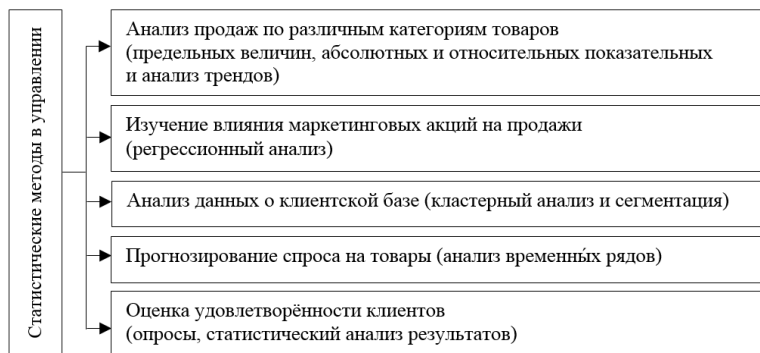 Статистические методы в управлении
Анализ продаж по различным категориям товаров
(предельных величин, абсолютных и относительных показательных
и анализ трендов)
Изучение влияния маркетинговых акций на продажи
(регрессионный анализ)
Анализ данных о клиентской базе (кластерный анализ и сегментация)
Прогнозирование спроса на товары (анализ временны́х рядов)
Оценка удовлетворённости клиентов
(опросы, статистический анализ результатов)